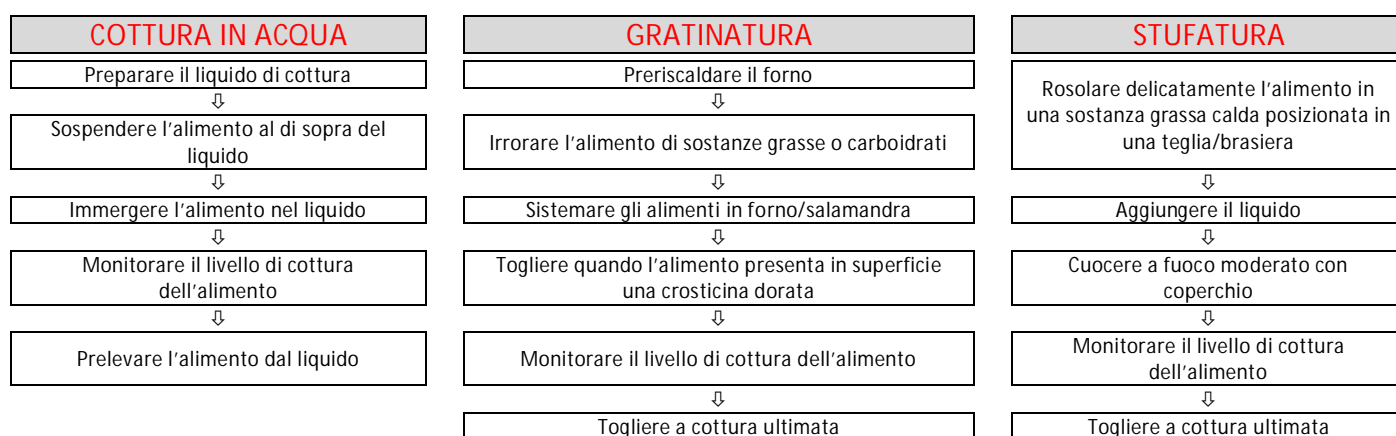 COTTURA IN ACQUA
Preparare il liquido di cottura
⇩
Sospendere l'alimento al di sopra del
liquido
⇩
Immergere l'alimento nel liquido
⇩
Monitorare il livello di cottura
dell'alimento
⇩
Prelevare l'alimento dal liquido
GRATINATURA
Preriscaldare il forno
⇩
Irrorare l'alimento di sostanze grasse o carboidrati
⇩
Sistemare gli alimenti in forno/salamandra
⇩
Togliere quando l'alimento presenta in superficie
una crosticina dorata
⇩
Monitorare il livello di cottura dell'alimento
⇩
Togliere a cottura ultimata
STUFATURA
Rosolare delicatamente l'alimento in
una sostanza grassa calda posizionata in
una teglia/brasiera
⇩
Aggiungere il liquido
⇩
Cuocere a fuoco moderato con
coperchio
⇩
Monitorare il livello di cottura
dell'alimento
⇩
Togliere a cottura ultimata